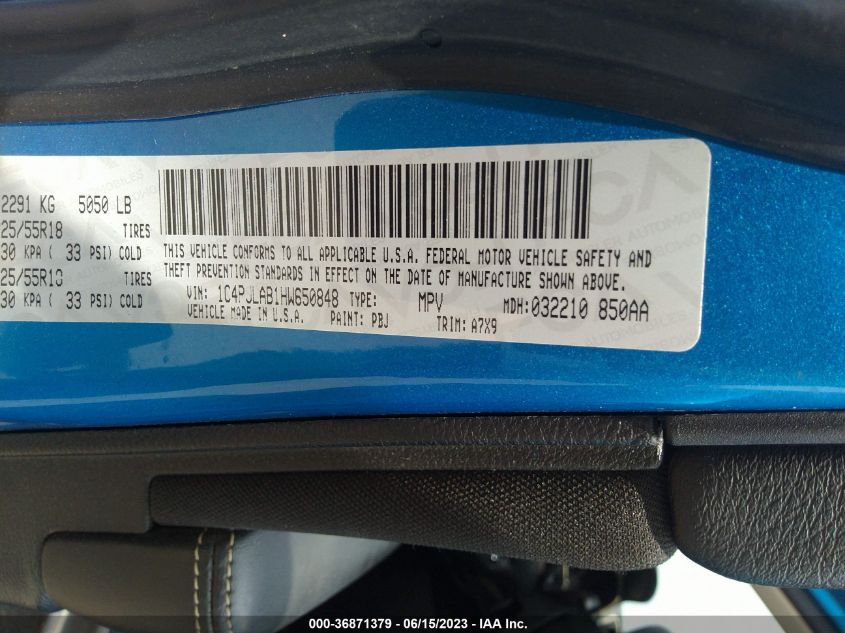 2291 KG 5050 LB
25/55R18 TIRES
30 KPA ( 33 PSI) COLD
25/55R18 TIRES
30 KPA ( 33 PSI) COLD
THIS VEHICLE CONFORMS TO ALL APPLICABLE U.S.A. FEDERAL MOTOR VEHICLE SAFETY AND
THEFT PREVENTION STANDARDS IN EFFECT ON THE DATE OF MANUFACTURE SHOWN ABOVE.
VIN: 1C4PJLAB1HW650848 TYPE: MPV MDH:032210 850AA
VEHICLE MADE IN U.S.A. PAINT: PBJ TRIM: A7X9
000-36871379 - 06/15/2023 - IAA Inc.